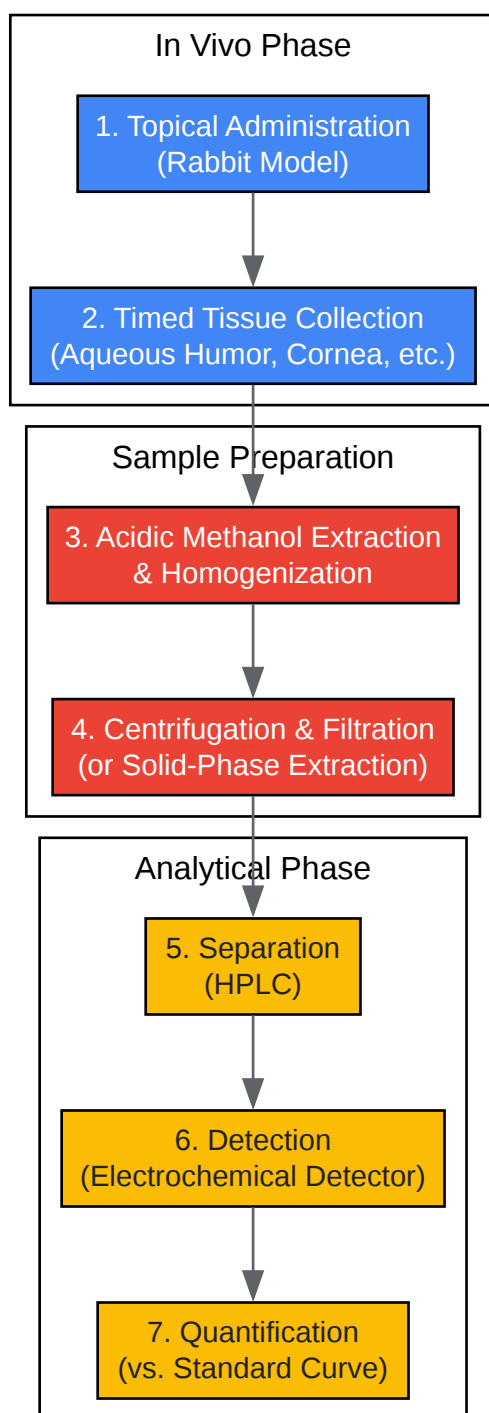 In Vivo Phase
1. Topical Administration
(Rabbit Model)
2. Timed Tissue Collection
(Aqueous Humor, Cornea, etc.)
Sample Preparation
3. Acidic Methanol Extraction
& Homogenization
4. Centrifugation & Filtration
(or Solid-Phase Extraction)
Analytical Phase
5. Separation
(HPLC)
6. Detection
(Electrochemical Detector)
7. Quantification
(vs. Standard Curve)